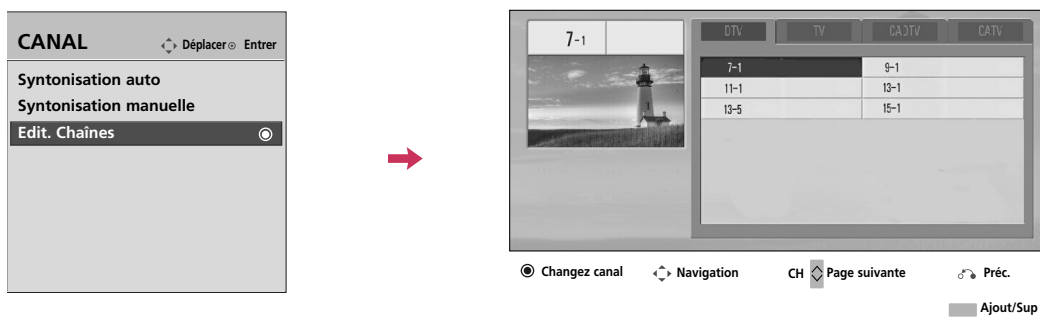 CANAL Déplacer Entrer
Syntonisation auto
Syntonisation manuelle
Edit. Chaînes
7-1
DTV TV CADTV CATV
7-1 9-1
11-1 13-1
13-5 15-1
Changez canal Navigation CH Page suivante Préc.
Ajout/Sup